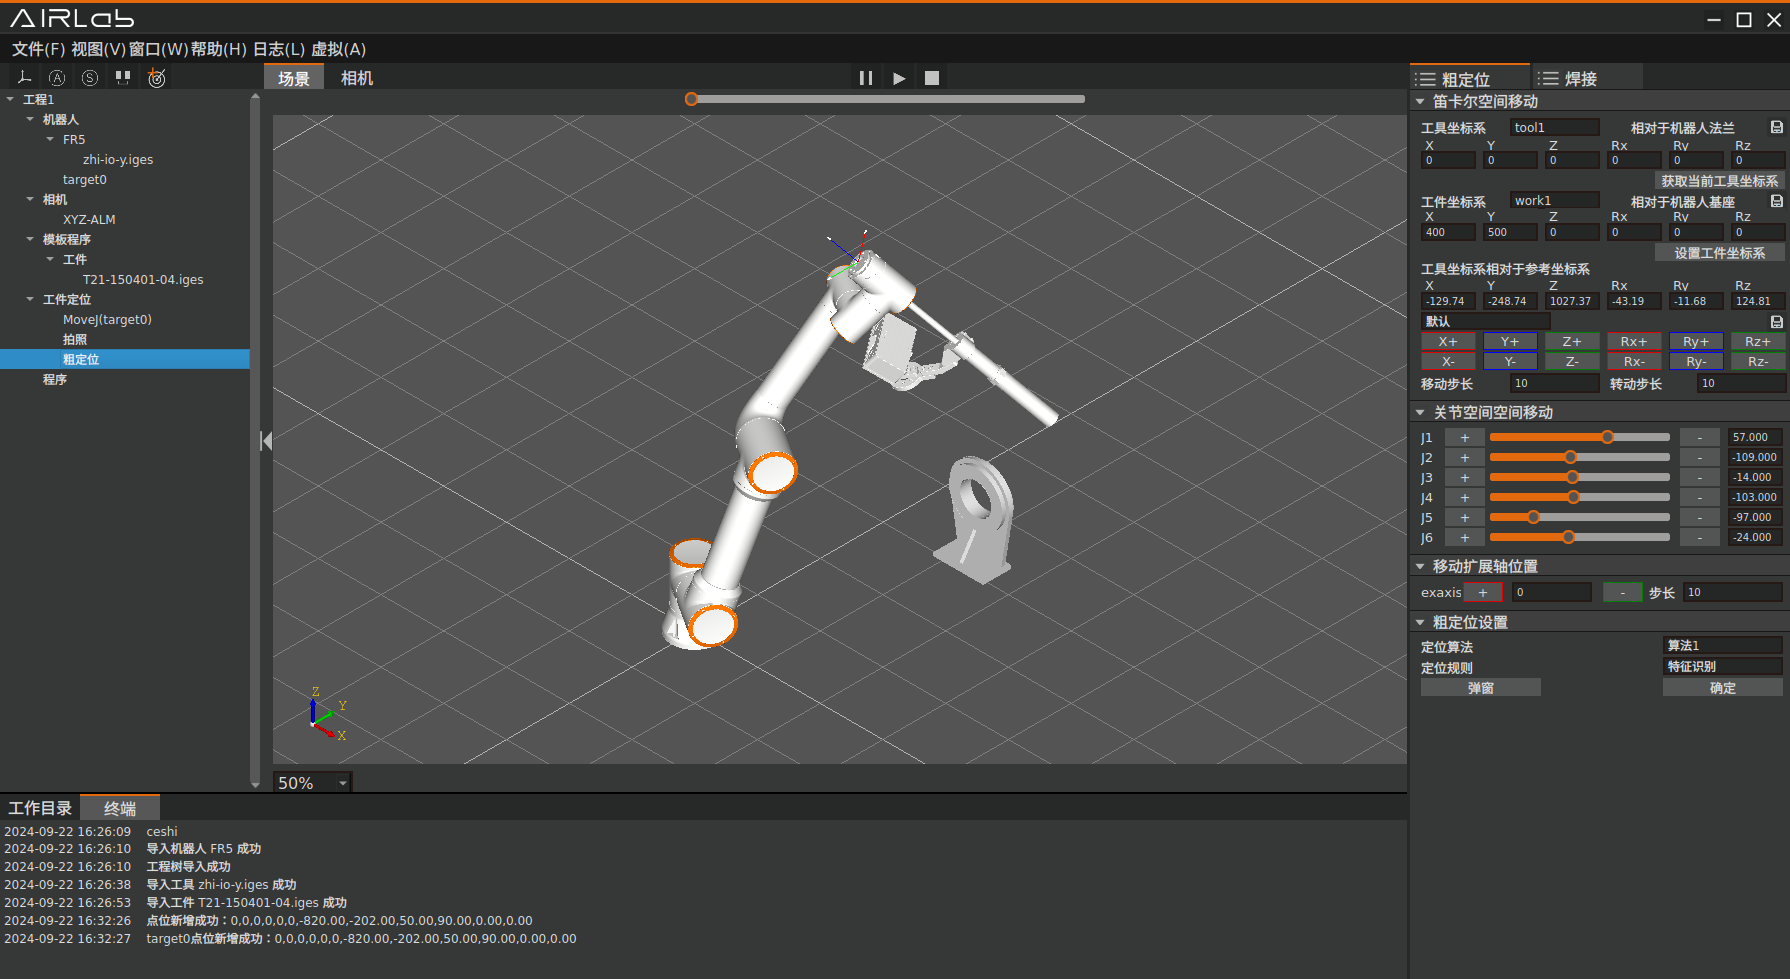 AIRLab
文件(F) 视图(V) 窗口(W) 帮助(H) 日志(L) 虚拟(A)
场景 相机
工程1
机器人
FR5
zhi-io-y.iges
target0
相机
XYZ-ALM
模板程序
工件
T21-150401-04.iges
工件定位
MoveJ(target0)
拍照
粗定位
程序
Z
Y
X
50%
粗定位 焊接
笛卡尔空间移动
工具坐标系 tool1 相对于机器人法兰
X Y Z Rx Ry Rz
0 0 0 0 0 0
获取当前工具坐标系
工件坐标系 work1 相对于机器人基座
X Y Z Rx Ry Rz
400 500 0 0 0 0
设置工件坐标系
工具坐标系相对于参考坐标系
X Y Z Rx Ry Rz
-129.74 -248.74 1027.37 -43.19 -11.68 124.81
默认
X+ Y+ Z+ Rx+ Ry+ Rz+
X- Y- Z- Rx- Ry- Rz-
移动步长 10 转动步长 10
关节空间空间移动
J1 + - 57.000
J2 + - -109.000
J3 + - -14.000
J4 + - -103.000
J5 + - -97.000
J6 + - -24.000
移动扩展轴位置
exaxis + 0 - 步长 10
粗定位设置
定位算法 算法1
定位规则 特征识别
弹窗 确定
工作目录 终端
2024-09-22 16:26:09 ceshi
2024-09-22 16:26:10 导入机器人 FR5 成功
2024-09-22 16:26:10 工程树导入成功
2024-09-22 16:26:38 导入工具 zhi-io-y.iges 成功
2024-09-22 16:26:53 导入工件 T21-150401-04.iges 成功
2024-09-22 16:32:26 点位新增成功：0,0,0,0,0,0,-820.00,-202.00,50.00,90.00,0.00,0.00
2024-09-22 16:32:27 target0点位新增成功：0,0,0,0,0,0,-820.00,-202.00,50.00,90.00,0.00,0.00